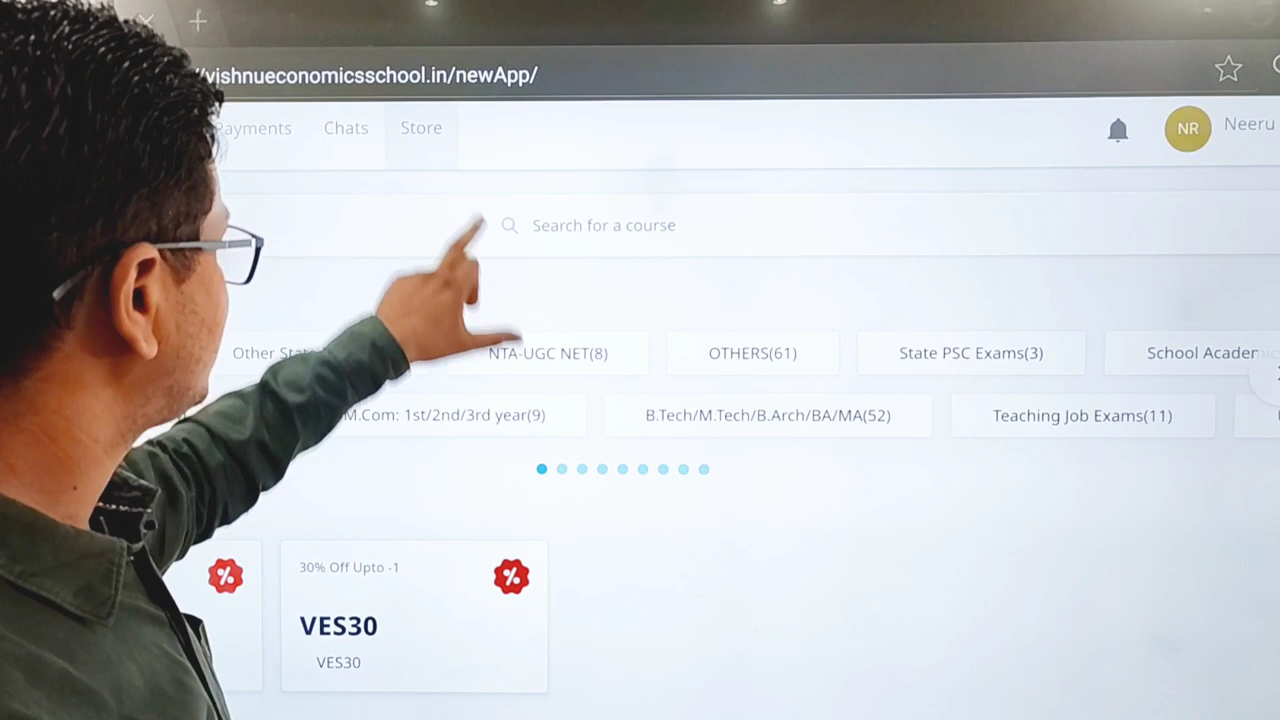 //vishnueconomicsschool.in/newApp/
Payments Chats Store
NR Neeru
Search for a course
Other NTA-UGC NET(8) OTHERS(61) State PSC Exams(3) School
M.Com: 1st/2nd/3rd year(9) B.Tech/M.Tech/B.Arch/BA/MA(52) Teaching Job Exams(11)
% 30% Off Upto -1 %
VES30
VES30